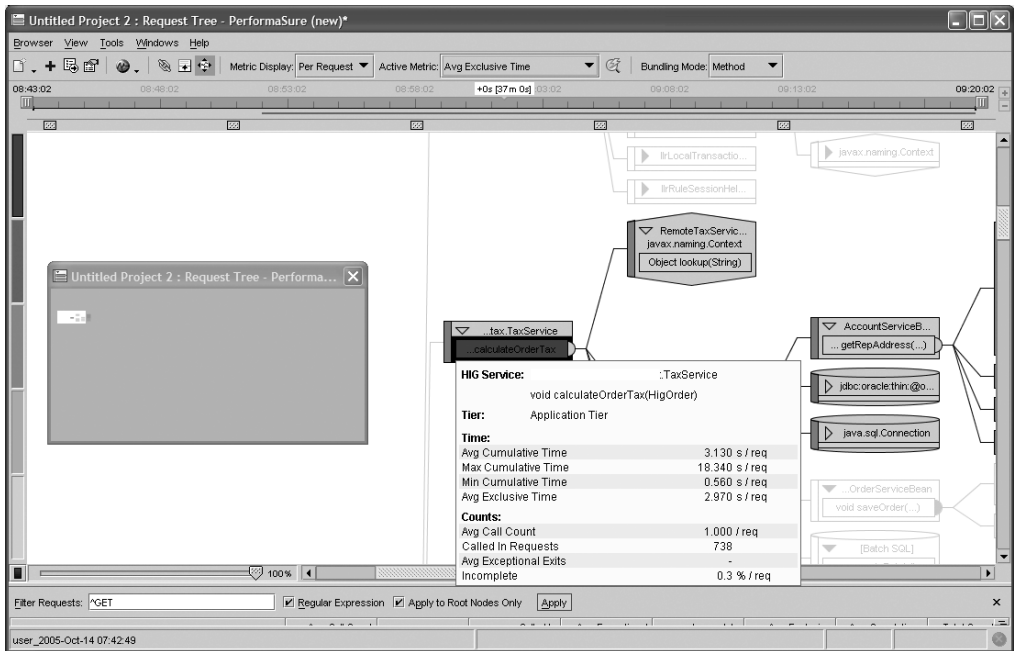 Untitled Project 2 : Request Tree - PerformaSure (new)*
Browser View Tools Windows Help
Metric Display: Per Request Active Metric: Avg Exclusive Time Bundling Mode: Method
08:43:02 08:48:02 08:53:02 08:58:02 +0s [37m 0s] 03:02 09:08:02 09:13:02 09:20:02
javax.naming.Context
llrLocalTransactio...
llrRuleSessionHel...
RemoteTaxServic...
javax.naming.Context
Object lookup(String)
Untitled Project 2 : Request Tree - Performa...
...tax.TaxService
...calculateOrderTax
AccountServiceB...
... getRepAddress(...)
jdbc:oracle:thin:@o...
java.sql.Connection
...OrderServiceBean
void saveOrder(...)
[Batch SQL]
HIG Service: :.TaxService
void calculateOrderTax(HigOrder)
Tier: Application Tier
Time:
Avg Cumulative Time 3.130 s / req
Max Cumulative Time 18.340 s / req
Min Cumulative Time 0.560 s / req
Avg Exclusive Time 2.970 s / req
Counts:
Avg Call Count 1.000 / req
Called In Requests 738
Avg Exceptional Exits -
Incomplete 0.3 % / req
100%
Filter Requests: ^GET Regular Expression Apply to Root Nodes Only Apply
user_2005-Oct-14 07:42:49